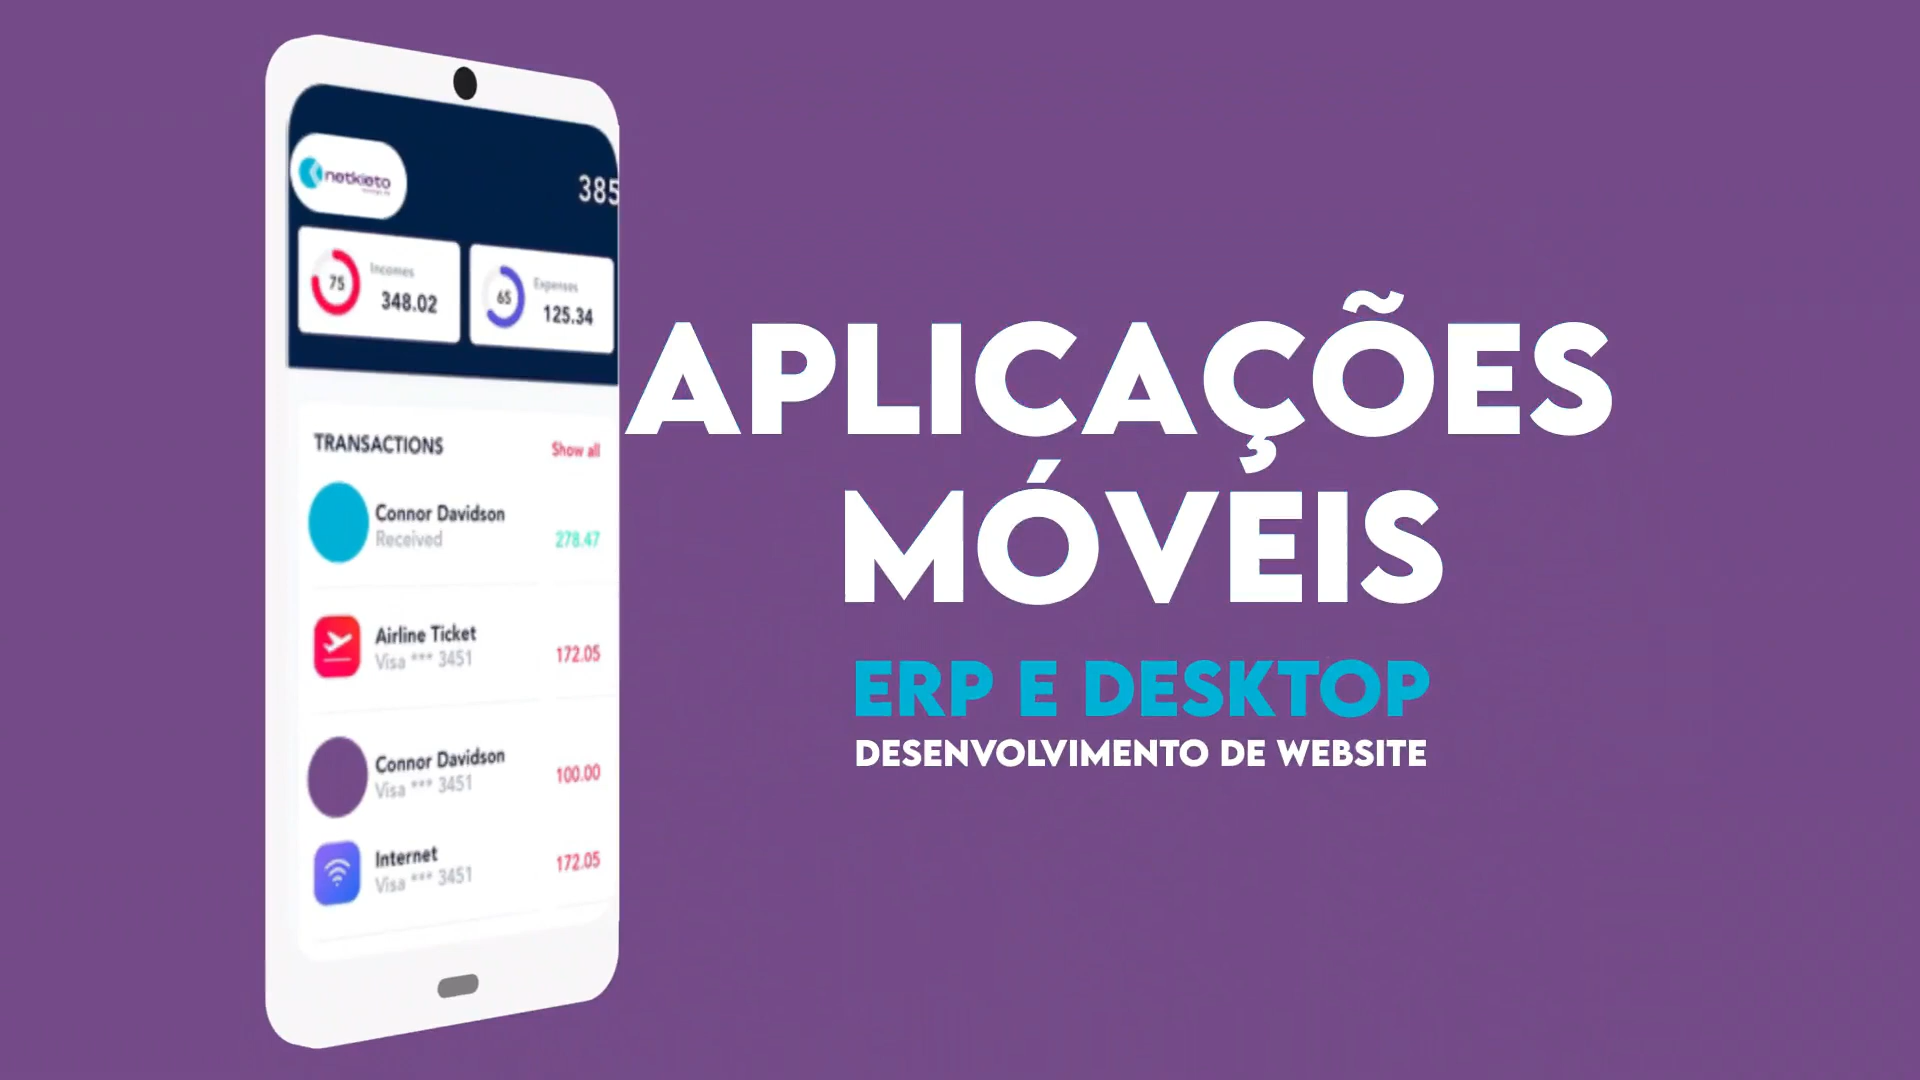 netkieto
385
75
Incomes
348.02
65
Expenses
125.34
TRANSACTIONS
Show all
Connor Davidson
Received
278.47
Airline Ticket
Visa *** 3451
172.05
Connor Davidson
Visa *** 3451
100.00
Internet
Visa *** 3451
172.05
APLICAÇÕES
MÓVEIS
ERP E DESKTOP
DESENVOLVIMENTO DE WEBSITE